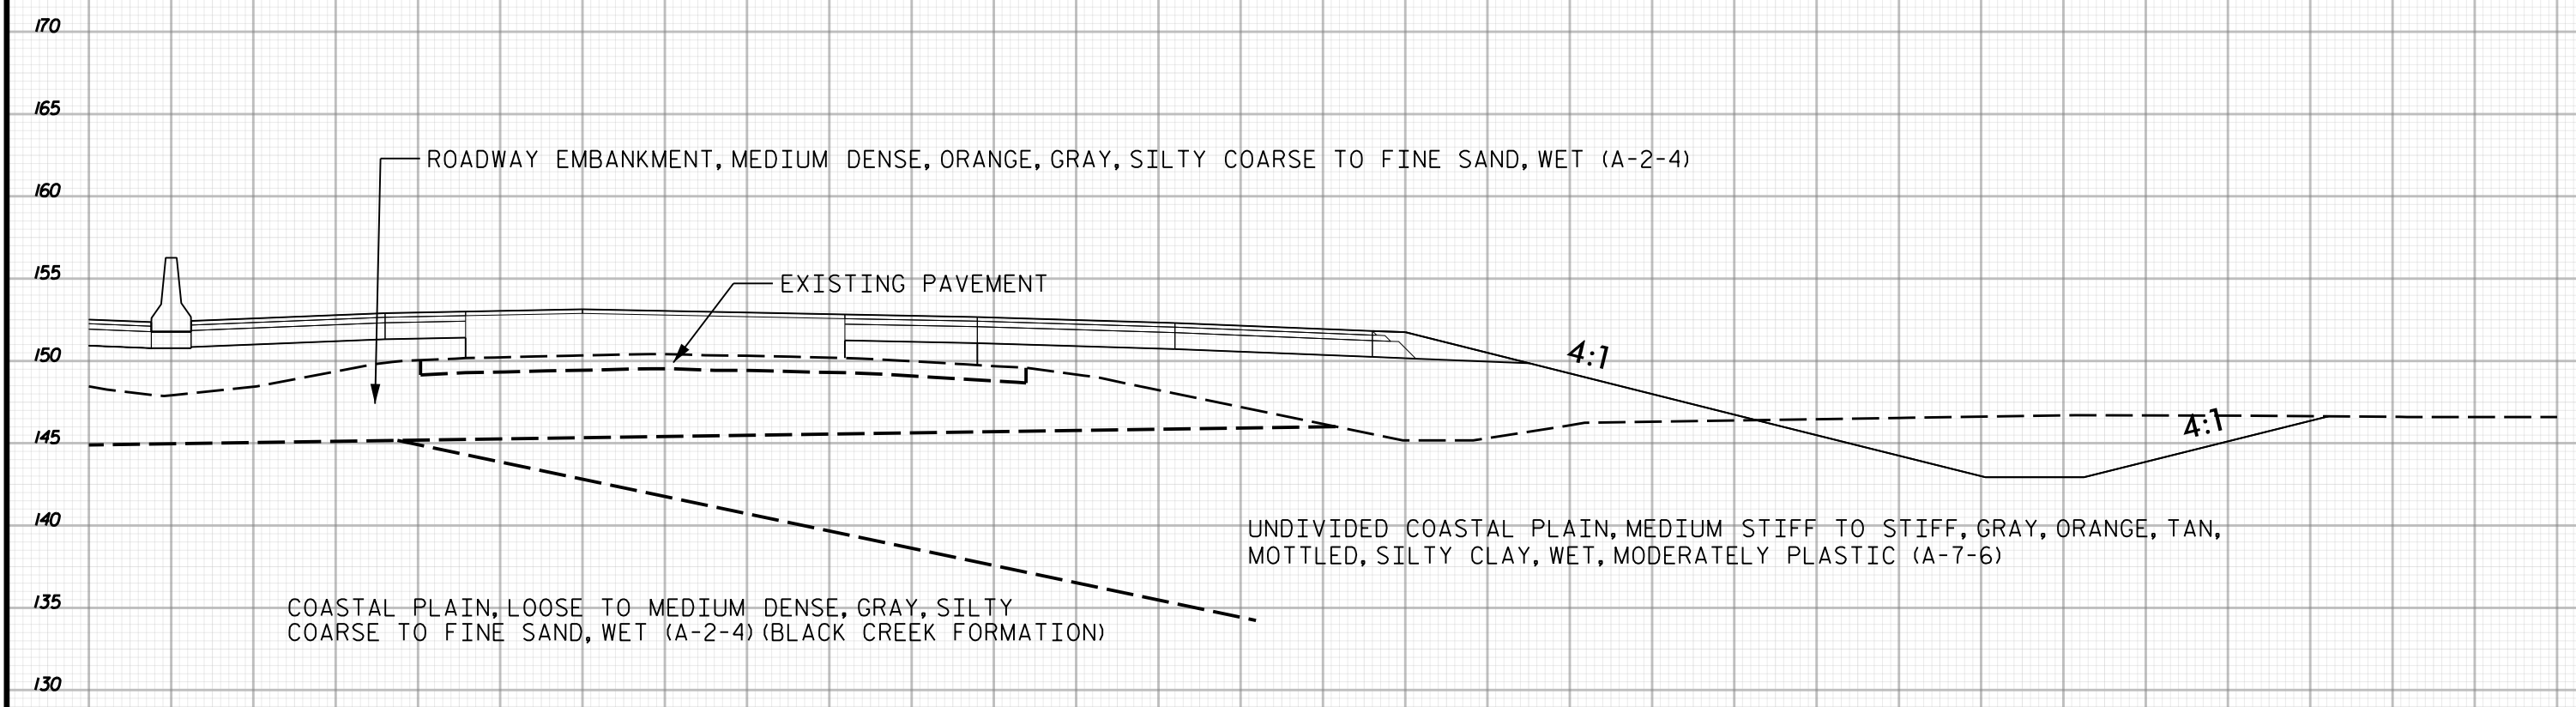 170
165
ROADWAY EMBANKMENT, MEDIUM DENSE, ORANGE, GRAY, SILTY COARSE TO FINE SAND, WET (A-2-4)
160
155
EXISTING PAVEMENT
150
4:1
4:1
145
140
UNDIVIDED COASTAL PLAIN, MEDIUM STIFF TO STIFF, GRAY, ORANGE, TAN,
MOTTLED, SILTY CLAY, WET, MODERATELY PLASTIC (A-7-6)
135
COASTAL PLAIN, LOOSE TO MEDIUM DENSE, GRAY, SILTY
COARSE TO FINE SAND, WET (A-2-4) (BLACK CREEK FORMATION)
130